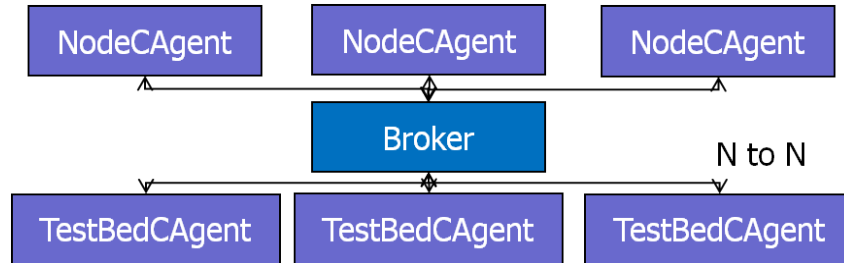 NodeCAgent
NodeCAgent
NodeCAgent
Broker
N to N
TestBedCAgent
TestBedCAgent
TestBedCAgent